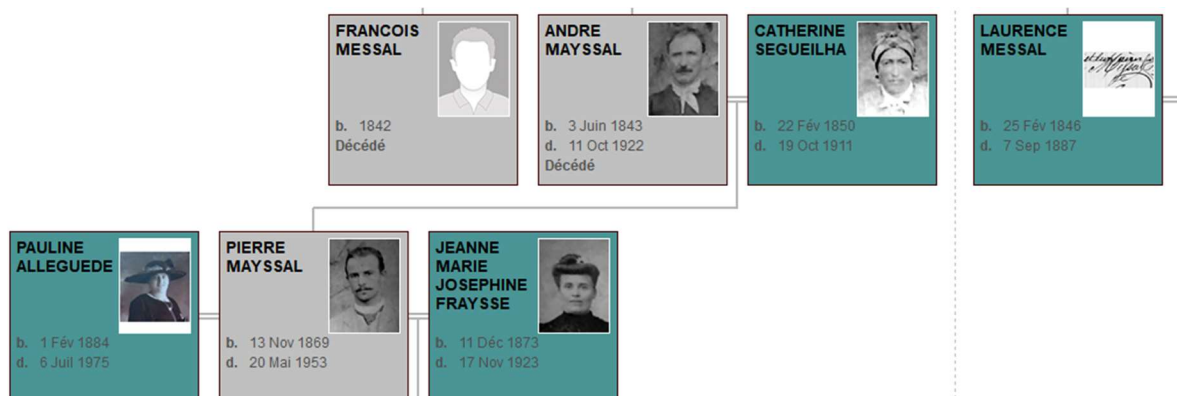 FRANCOIS
MESSAL
b. 1842
Décédé
ANDRE
MAYSSAL
b. 3 Juin 1843
d. 11 Oct 1922
Décédé
CATHERINE
SEGUEILHA
b. 22 Fév 1850
d. 19 Oct 1911
LAURENCE
MESSAL
b. 25 Fév 1846
d. 7 Sep 1887
PAULINE
ALLEGUEDE
b. 1 Fév 1884
d. 6 Juil 1975
PIERRE
MAYSSAL
b. 13 Nov 1869
d. 20 Mai 1953
JEANNE
MARIE
JOSEPHINE
FRAYSSE
b. 11 Déc 1873
d. 17 Nov 1923